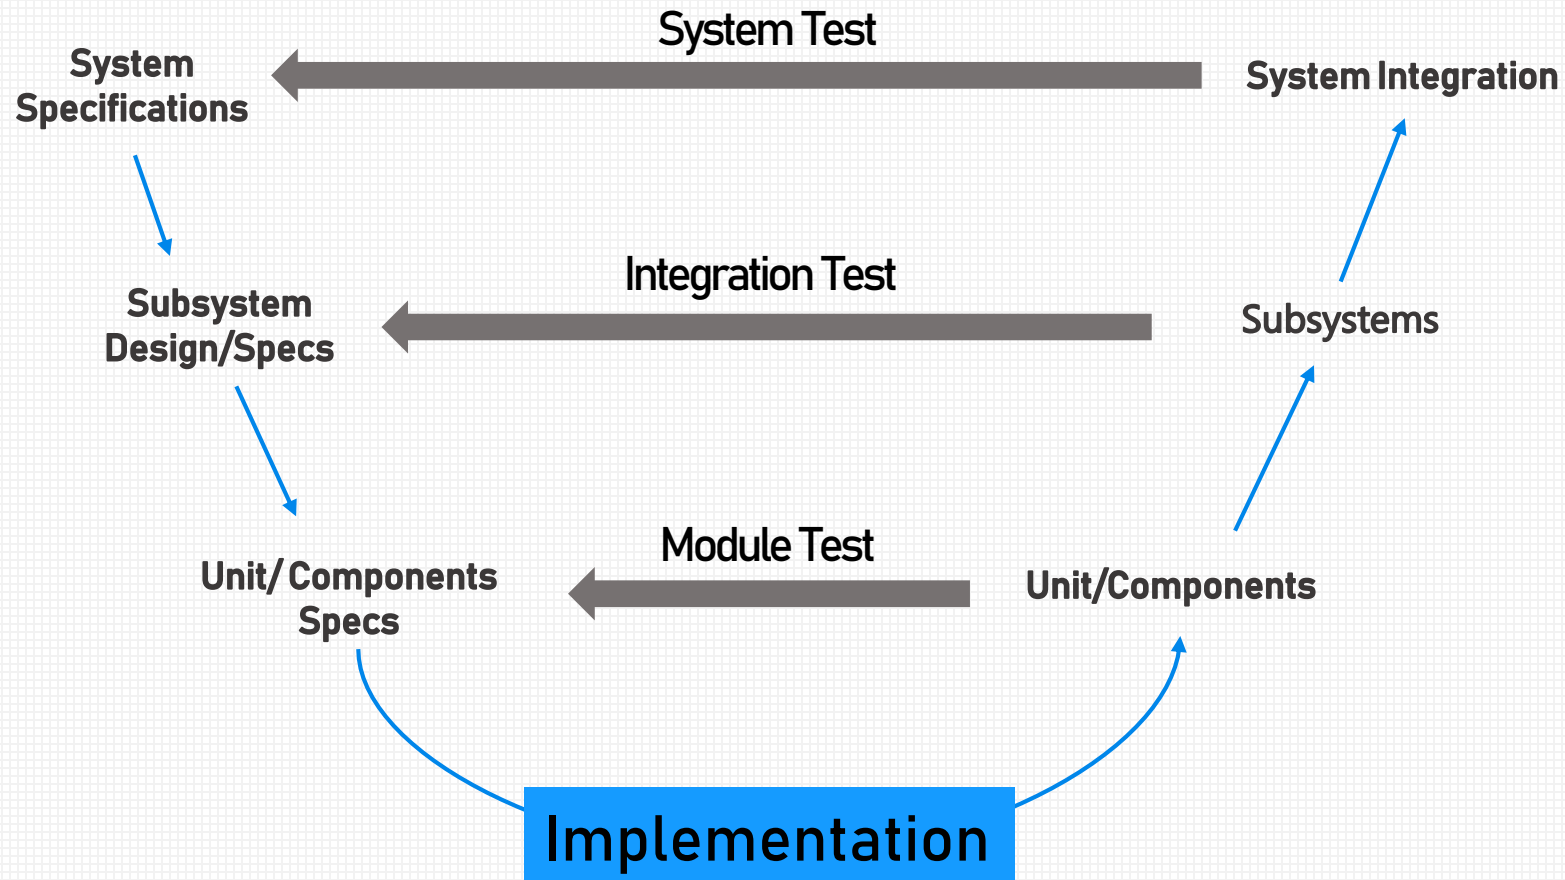 System Test
System
Specifications
System Integration
Integration Test
Subsystem
Design/Specs
Subsystems
Module Test
Unit/ Components
Specs
Unit/Components
Implementation